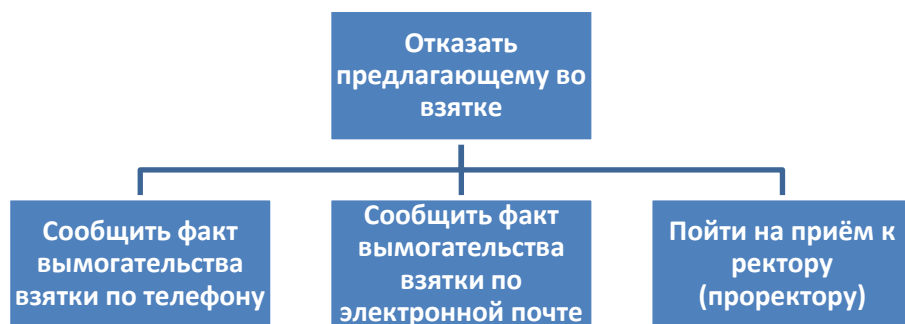 Отказать
предлагающему во
взятке
Сообщить факт
вымогательства
взятки по телефону
Сообщить факт
вымогательства
взятки по
электронной почте
Пойти на приём к
ректору
(проректору)